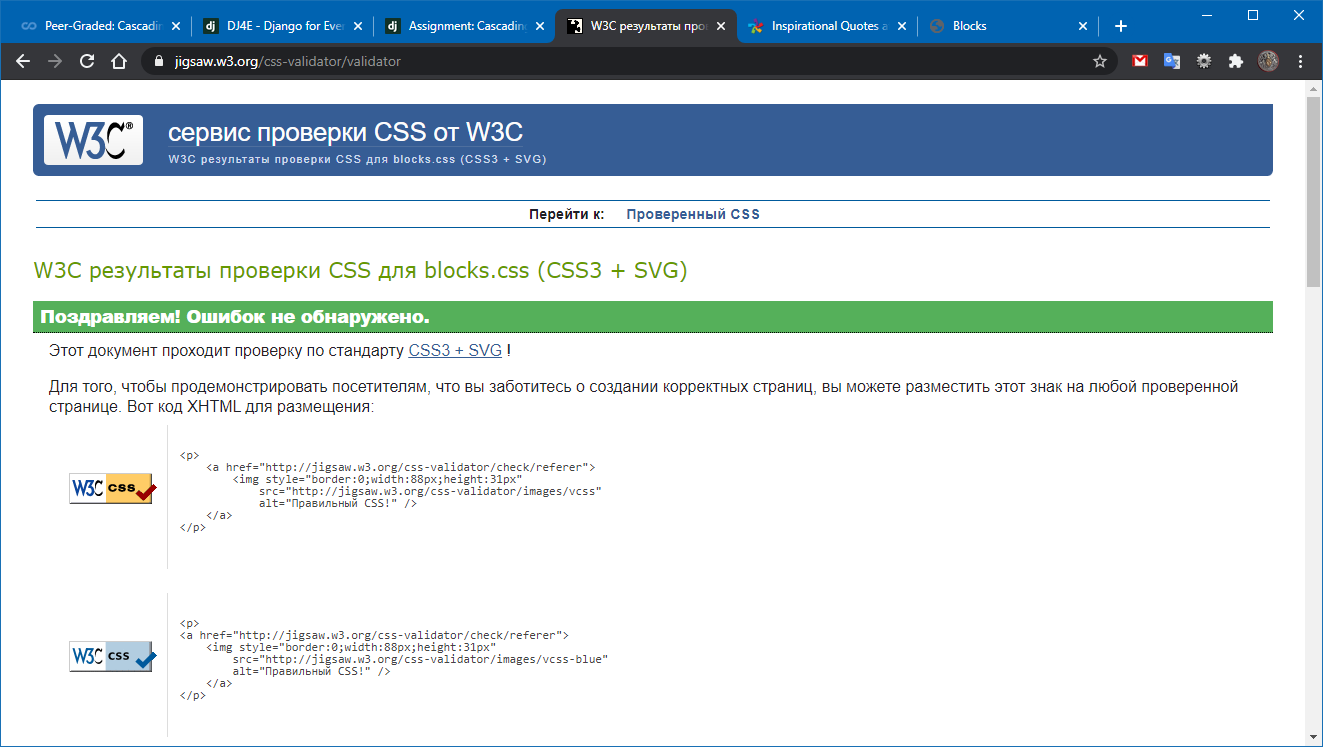 Peer-Graded: Cascadin
DJ4E - Django for Ever
Assignment: Cascading
W3C результаты про
Inspirational Quotes a
Blocks
jigsaw.w3.org/css-validator/validator
W3C®
сервис проверки CSS от W3C
W3C результаты проверки CSS для blocks.css (CSS3 + SVG)
Перейти к: Проверенный CSS
W3C результаты проверки CSS для blocks.css (CSS3 + SVG)
Поздравляем! Ошибок не обнаружено.
Этот документ проходит проверку по стандарту CSS3 + SVG !
Для того, чтобы продемонстрировать посетителям, что вы заботитесь о создании корректных страниц, вы можете разместить этот знак на любой проверенной
странице. Вот код XHTML для размещения:
W3C css
<p>
<a href="http://jigsaw.w3.org/css-validator/check/referer">
<img style="border:0;width:88px;height:31px"
src="http://jigsaw.w3.org/css-validator/images/vcss"
alt="Правильный CSS!" />
</a>
</p>
W3C css
<p>
<a href="http://jigsaw.w3.org/css-validator/check/referer">
<img style="border:0;width:88px;height:31px"
src="http://jigsaw.w3.org/css-validator/images/vcss-blue"
alt="Правильный CSS!" />
</a>
</p>